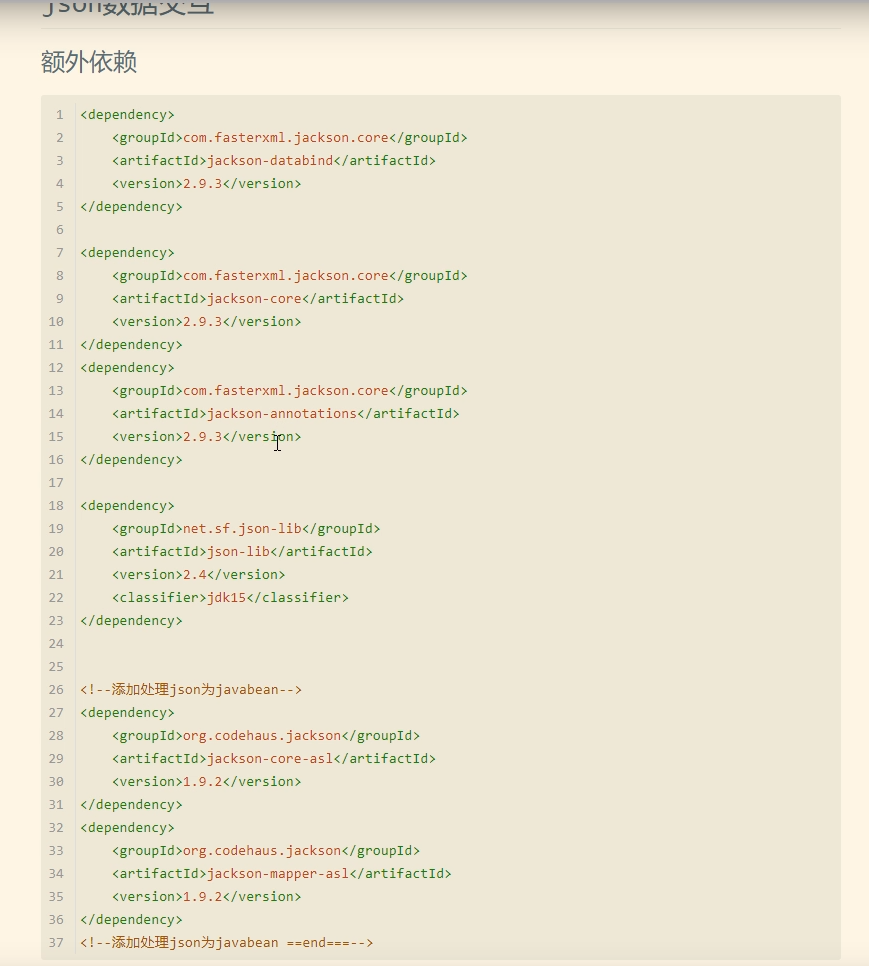 json数据交互
额外依赖
1 <dependency>
2     <groupId>com.fasterxml.jackson.core</groupId>
3     <artifactId>jackson-databind</artifactId>
4     <version>2.9.3</version>
5 </dependency>
6
7 <dependency>
8     <groupId>com.fasterxml.jackson.core</groupId>
9     <artifactId>jackson-core</artifactId>
10     <version>2.9.3</version>
11 </dependency>
12 <dependency>
13     <groupId>com.fasterxml.jackson.core</groupId>
14     <artifactId>jackson-annotations</artifactId>
15     <version>2.9.3</version>
16 </dependency>
17
18 <dependency>
19     <groupId>net.sf.json-lib</groupId>
20     <artifactId>json-lib</artifactId>
21     <version>2.4</version>
22     <classifier>jdk15</classifier>
23 </dependency>
24
25
26 <!--添加处理json为javabean-->
27 <dependency>
28     <groupId>org.codehaus.jackson</groupId>
29     <artifactId>jackson-core-asl</artifactId>
30     <version>1.9.2</version>
31 </dependency>
32 <dependency>
33     <groupId>org.codehaus.jackson</groupId>
34     <artifactId>jackson-mapper-asl</artifactId>
35     <version>1.9.2</version>
36 </dependency>
37 <!--添加处理json为javabean ==end===-->